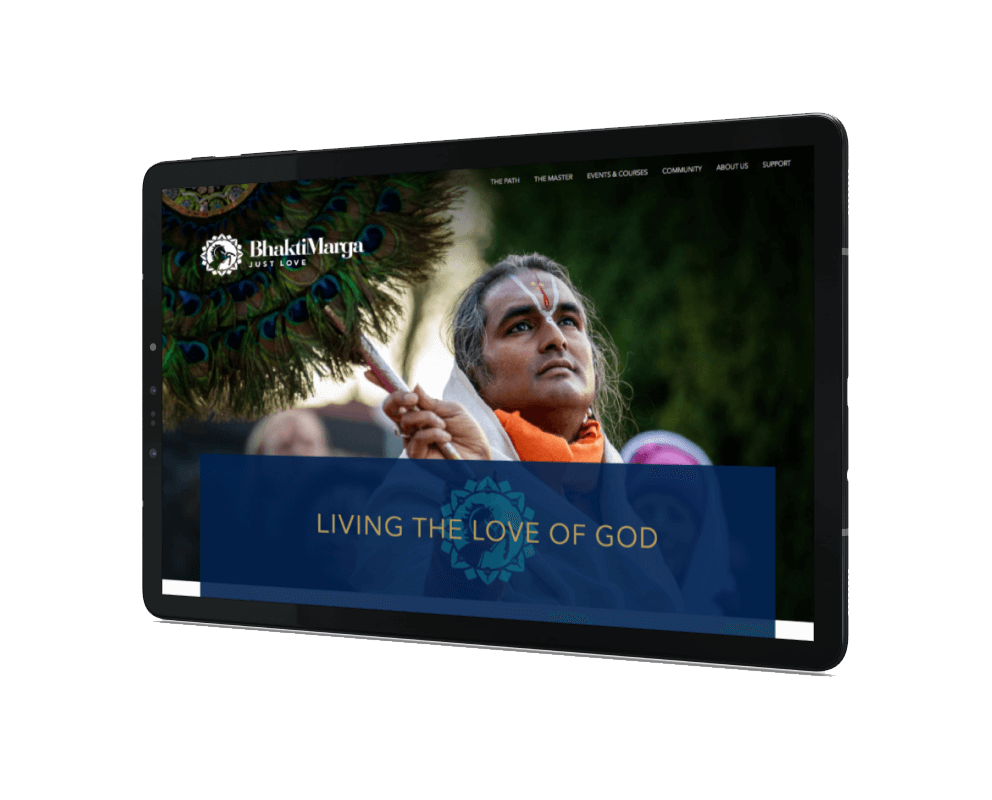 THE PATH THE MASTER EVENTS & COURSES COMMUNITY ABOUT US SUPPORT
BhaktiMarga
JUST LOVE
LIVING THE LOVE OF GOD